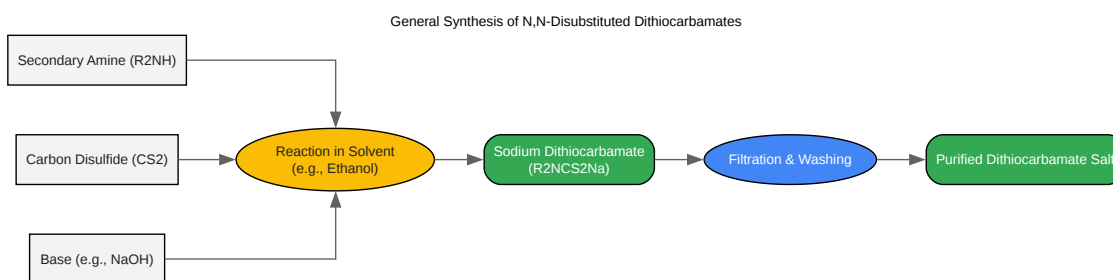 General Synthesis of N,N-Disubstituted Dithiocarbamates
Secondary Amine (R2NH)
Carbon Disulfide (CS2)
Base (e.g., NaOH)
Reaction in Solvent
(e.g., Ethanol)
Sodium Dithiocarbamate
(R2NCS2Na)
Filtration & Washing
Purified Dithiocarbamate Salt